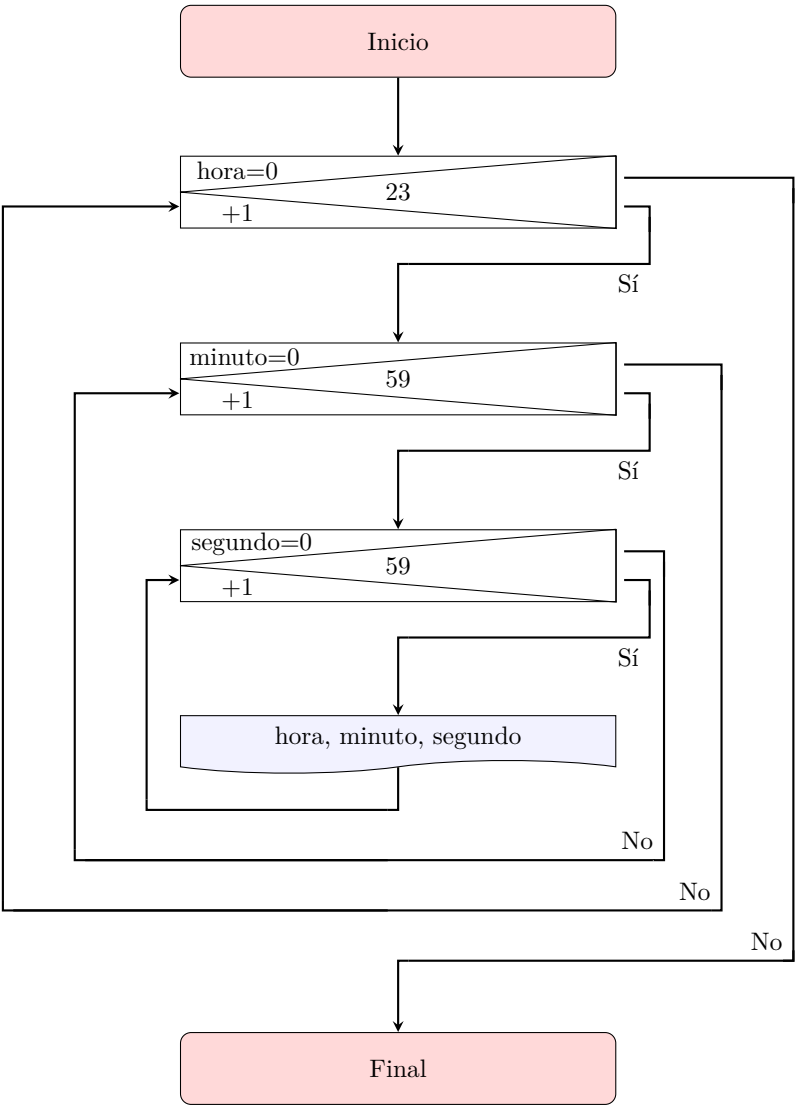 Inicio
hora=0
23
+1
Sí
minuto=0
59
+1
Sí
segundo=0
59
+1
Sí
hora, minuto, segundo
No
No
No
Final